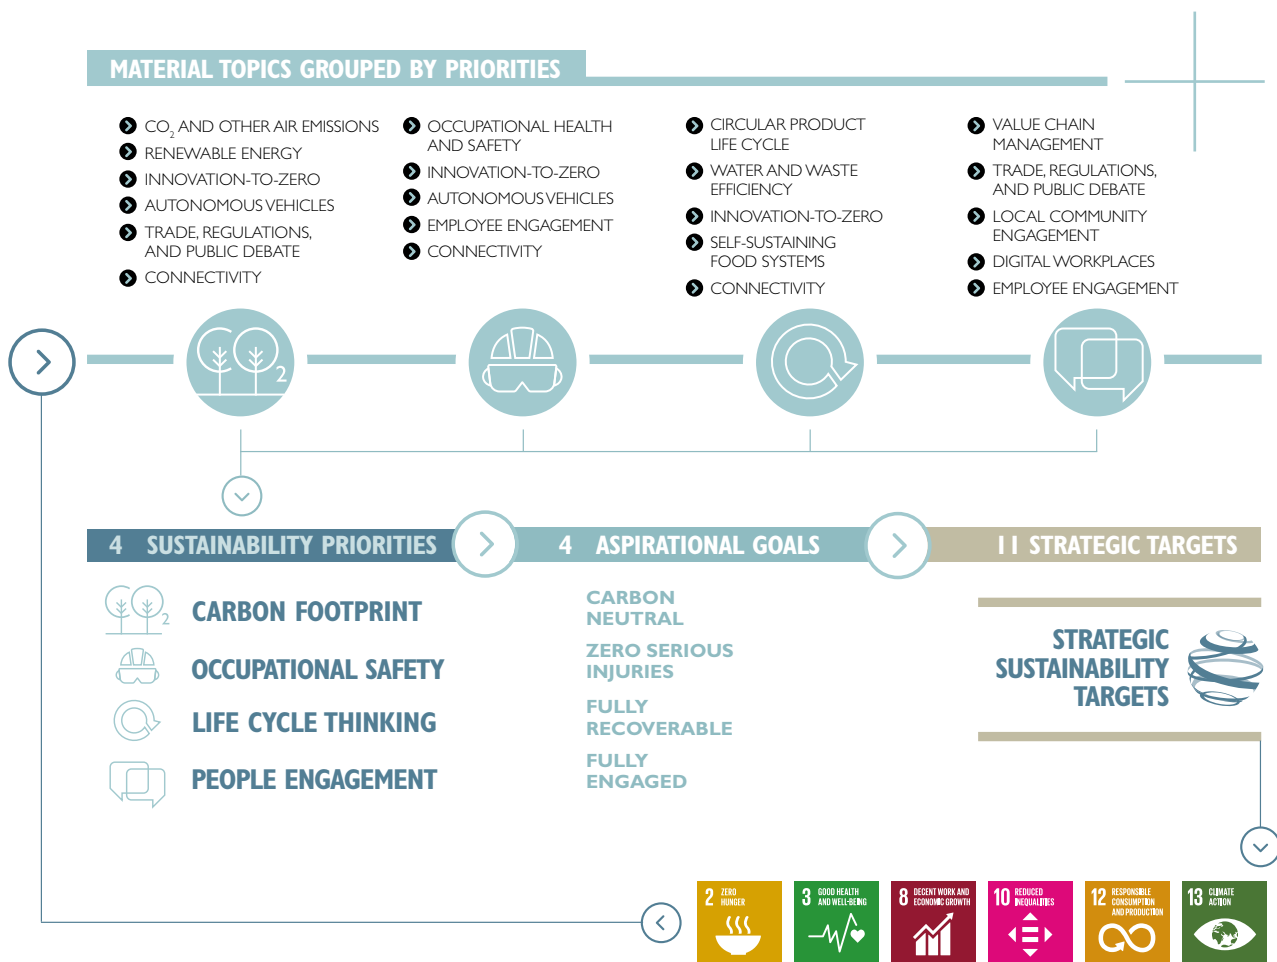 MATERIAL TOPICS GROUPED BY PRIORITIES
CO2 AND OTHER AIR EMISSIONS
RENEWABLE ENERGY
INNOVATION-TO-ZERO
AUTONOMOUS VEHICLES
TRADE, REGULATIONS,
AND PUBLIC DEBATE
CONNECTIVITY
OCCUPATIONAL HEALTH
AND SAFETY
INNOVATION-TO-ZERO
AUTONOMOUS VEHICLES
EMPLOYEE ENGAGEMENT
CONNECTIVITY
CIRCULAR PRODUCT
LIFE CYCLE
WATER AND WASTE
EFFICIENCY
INNOVATION-TO-ZERO
SELF-SUSTAINING
FOOD SYSTEMS
CONNECTIVITY
VALUE CHAIN
MANAGEMENT
TRADE, REGULATIONS,
AND PUBLIC DEBATE
LOCAL COMMUNITY
ENGAGEMENT
DIGITAL WORKPLACES
EMPLOYEE ENGAGEMENT
2
4 SUSTAINABILITY PRIORITIES
2
CARBON FOOTPRINT
OCCUPATIONAL SAFETY
LIFE CYCLE THINKING
PEOPLE ENGAGEMENT
4 ASPIRATIONAL GOALS
CARBON
NEUTRAL
ZERO SERIOUS
INJURIES
FULLY
RECOVERABLE
FULLY
ENGAGED
11 STRATEGIC TARGETS
STRATEGIC
SUSTAINABILITY
TARGETS
2 ZERO
HUNGER
3 GOOD HEALTH
AND WELL-BEING
8 DECENT WORK AND
ECONOMIC GROWTH
10 REDUCED
INEQUALITIES
12 RESPONSIBLE
CONSUMPTION
AND PRODUCTION
13 CLIMATE
ACTION